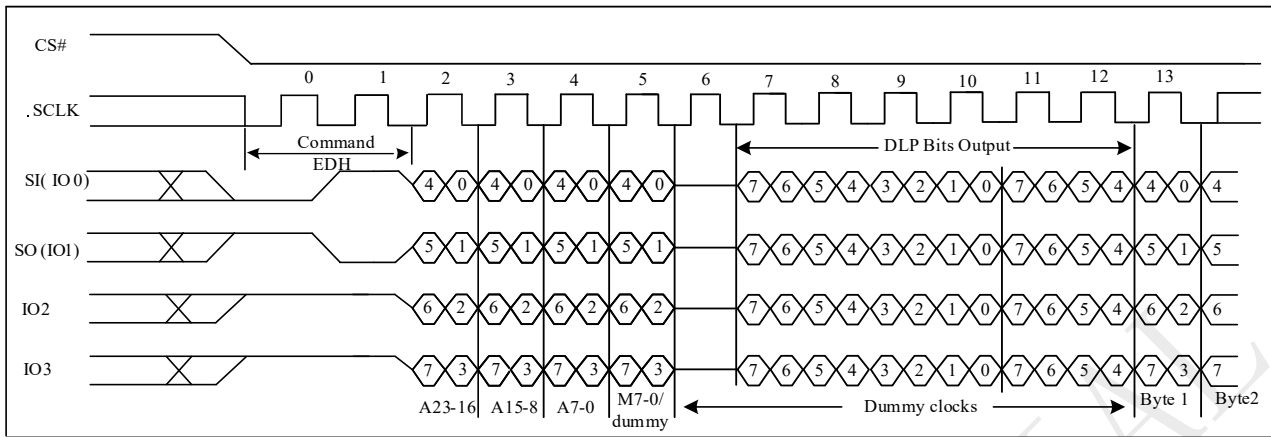 CS#
0 1 2 3 4 5 6 7 8 9 10 11 12 13
.SCLK
Command
EDH
DLP Bits Output
SI( IO0) 4 0 4 0 4 0 4 0 7 6 5 4 3 2 1 0 7 6 5 4 4 0 4
SO (IO1) 5 1 5 1 5 1 5 1 7 6 5 4 3 2 1 0 7 6 5 4 5 1 5
IO2 6 2 6 2 6 2 6 2 7 6 5 4 3 2 1 0 7 6 5 4 6 2 6
IO3 7 3 7 3 7 3 7 3 7 6 5 4 3 2 1 0 7 6 5 4 7 3 7
A23-16 A15-8 A7-0 M7-0/
dummy
Dummy clocks
Byte 1 Byte2